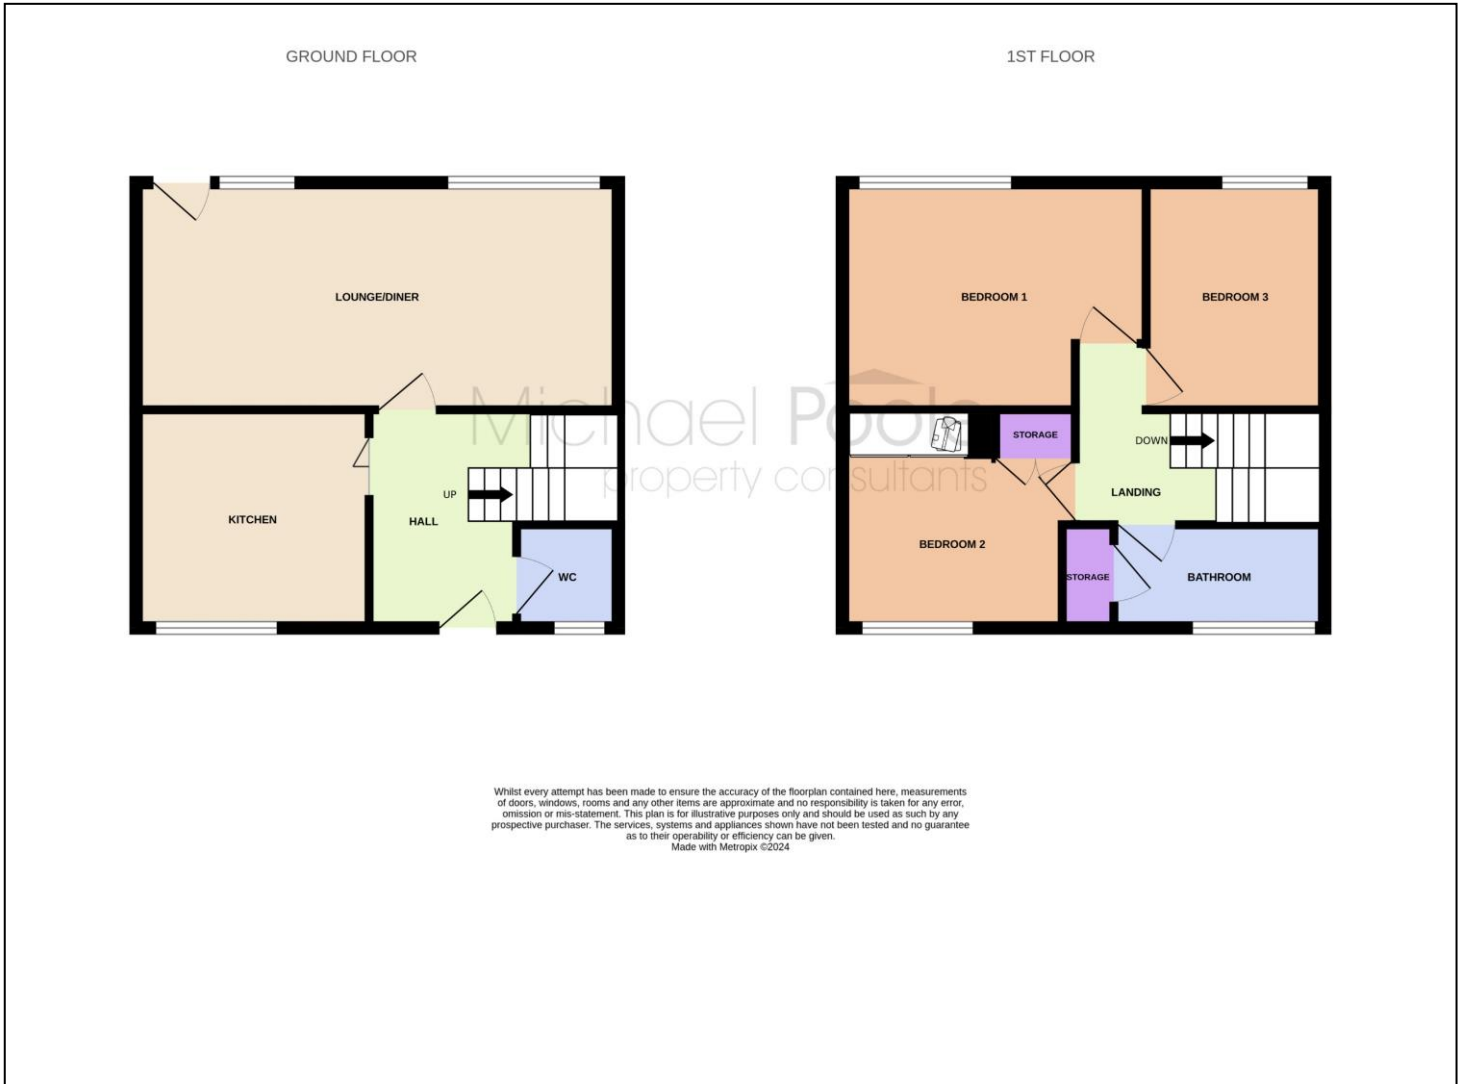 GROUND FLOOR
1ST FLOOR
LOUNGE/DINER
KITCHEN
UP
HALL
WC
BEDROOM 1
BEDROOM 3
STORAGE
DOWN
LANDING
BEDROOM 2
STORAGE
BATHROOM
Michael Poole
property consultants
Whilst every attempt has been made to ensure the accuracy of the floorplan contained here, measurements
of doors, windows, rooms and any other items are approximate and no responsibility is taken for any error,
omission or mis-statement. This plan is for illustrative purposes only and should be used as such by any
prospective purchaser. The services, systems and appliances shown have not been tested and no guarantee
as to their operability or efficiency can be given.
Made with Metropix ©2024